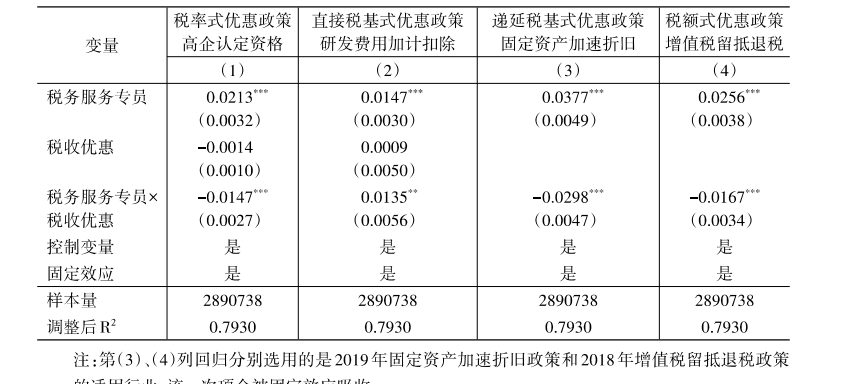 变量 税率式优惠政策 直接税基式优惠政策 递延税基式优惠政策 税额式优惠政策
高企认定资格 研发费用加计扣除 固定资产加速折旧 增值税留抵退税
(1) (2) (3) (4)
税务服务专员 0.0213*** 0.0147*** 0.0377*** 0.0256***
(0.0032) (0.0030) (0.0049) (0.0038)
税收优惠 -0.0014 0.0009
(0.0010) (0.0050)
税务服务专员× -0.0147*** 0.0135** -0.0298*** -0.0167***
税收优惠 (0.0027) (0.0056) (0.0047) (0.0034)
控制变量 是 是 是 是
固定效应 是 是 是 是
样本量 2890738 2890738 2890738 2890738
调整后R² 0.7930 0.7930 0.7930 0.7930
注:第(3)、(4)列回归分别选用的是2019年固定资产加速折旧政策和2018年增值税留抵退税政策